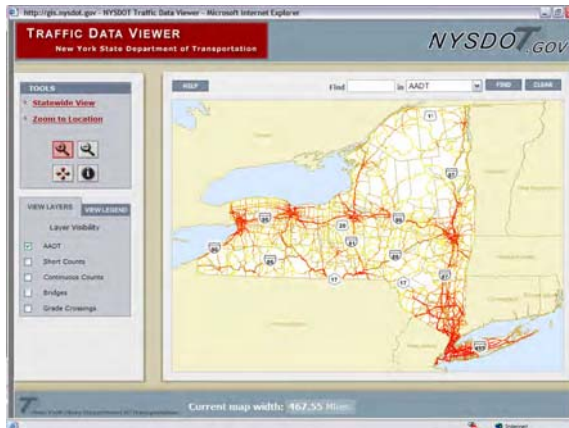 http://gis.nysdot.gov - NYSDOT Traffic Data Viewer - Microsoft Internet Explorer
TRAFFIC DATA VIEWER
New York State Department of Transportation
NYSDOT.GOV
TOOLS
Statewide View
Zoom to Location
HELP
Find
in AADT
FIND
CLEAR
VIEW LAYERS
VIEW LEGEND
Layer Visibility
AADT
Short Counts
Continuous Counts
Bridges
Grade Crossings
Current map width: 467.55 Miles
Internet